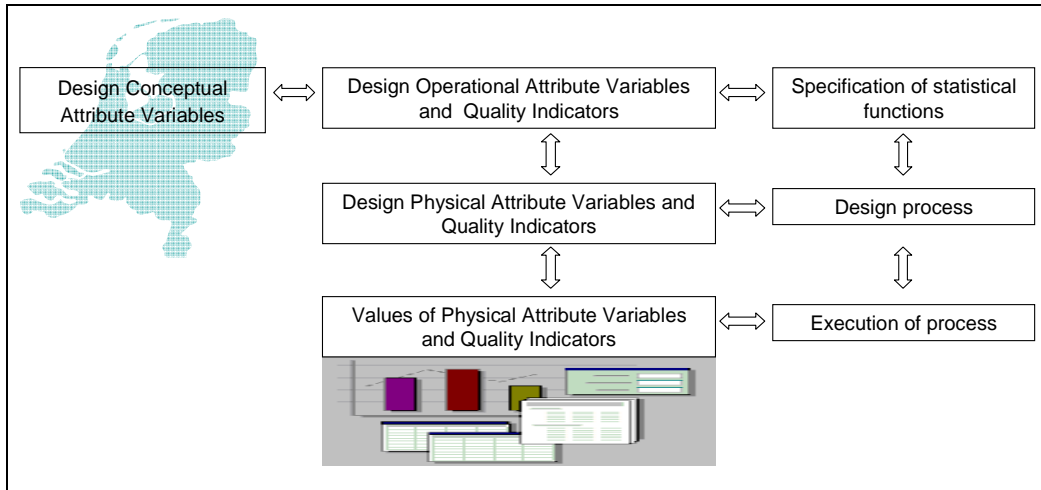 Design Conceptual
Attribute Variables
Design Operational Attribute Variables
and Quality Indicators
Specification of statistical
functions
Design Physical Attribute Variables and
Quality Indicators
Design process
Values of Physical Attribute Variables
and Quality Indicators
Execution of process